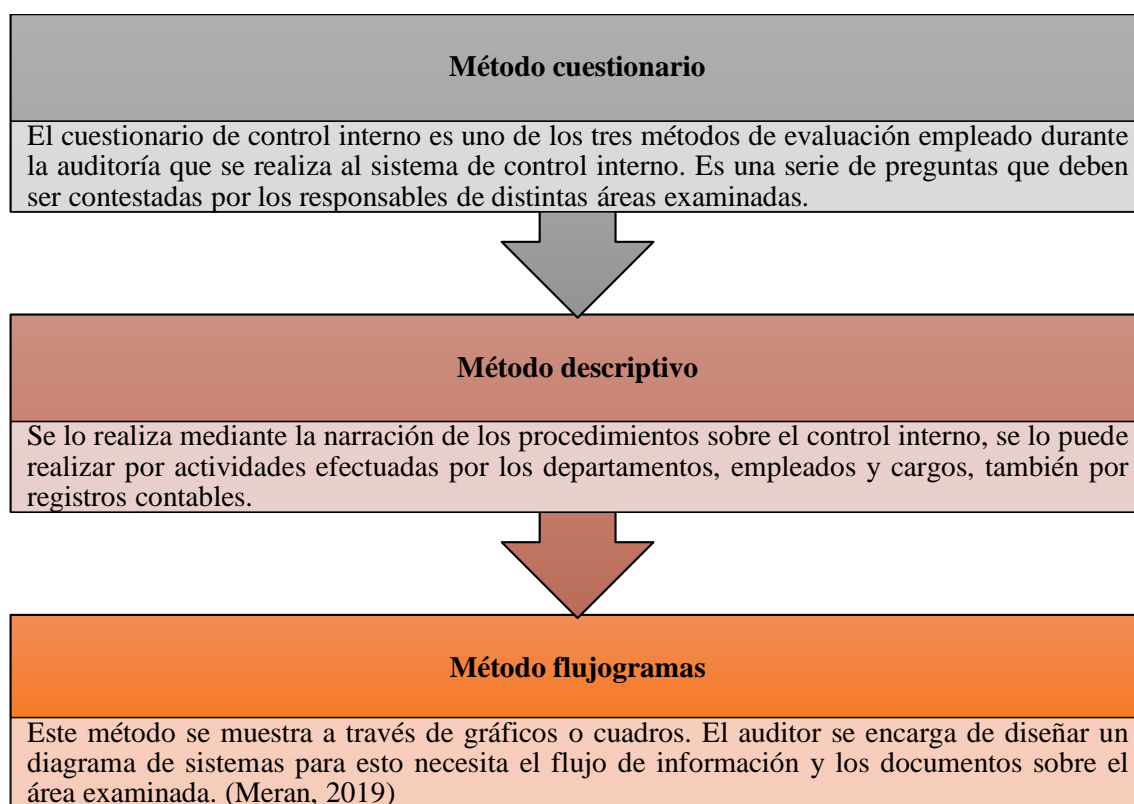 Método cuestionario
El cuestionario de control interno es uno de los tres métodos de evaluación empleado durante
la auditoría que se realiza al sistema de control interno. Es una serie de preguntas que deben
ser contestadas por los responsables de distintas áreas examinadas.
Método descriptivo
Se lo realiza mediante la narración de los procedimientos sobre el control interno, se lo puede
realizar por actividades efectuadas por los departamentos, empleados y cargos, también por
registros contables.
Método flujogramas
Este método se muestra a través de gráficos o cuadros. El auditor se encarga de diseñar un
diagrama de sistemas para esto necesita el flujo de información y los documentos sobre el
área examinada. (Meran, 2019)